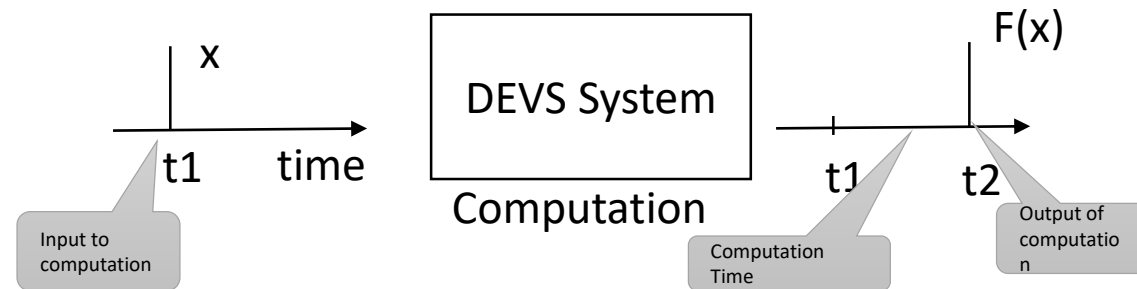 x
t1
time
Input to
computation
DEVS System
Computation
F(x)
t1
t2
Computation
Time
Output of
computatio
n